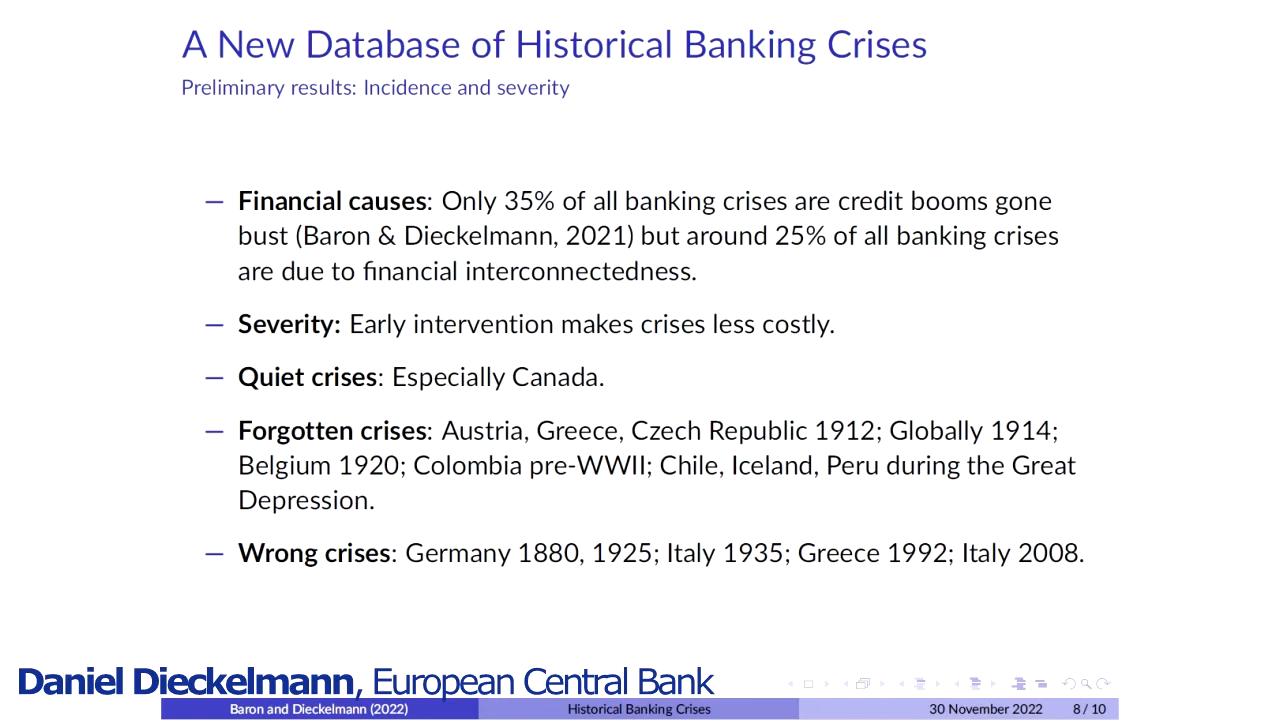 A New Database of Historical Banking Crises
Preliminary results: Incidence and severity
— Financial causes: Only 35% of all banking crises are credit booms gone
bust (Baron & Dieckelmann, 2021) but around 25% of all banking crises
are due to financial interconnectedness.
— Severity: Early intervention makes crises less costly.
— Quiet crises: Especially Canada.
— Forgotten crises: Austria, Greece, Czech Republic 1912; Globally 1914;
Belgium 1920; Colombia pre-WWII; Chile, Iceland, Peru during the Great
Depression.
— Wrong crises: Germany 1880, 1925; Italy 1935; Greece 1992; Italy 2008.
Daniel Dieckelmann, European Central Bank
Baron and Dieckelmann (2022) Historical Banking Crises 30 November 2022 8 / 10